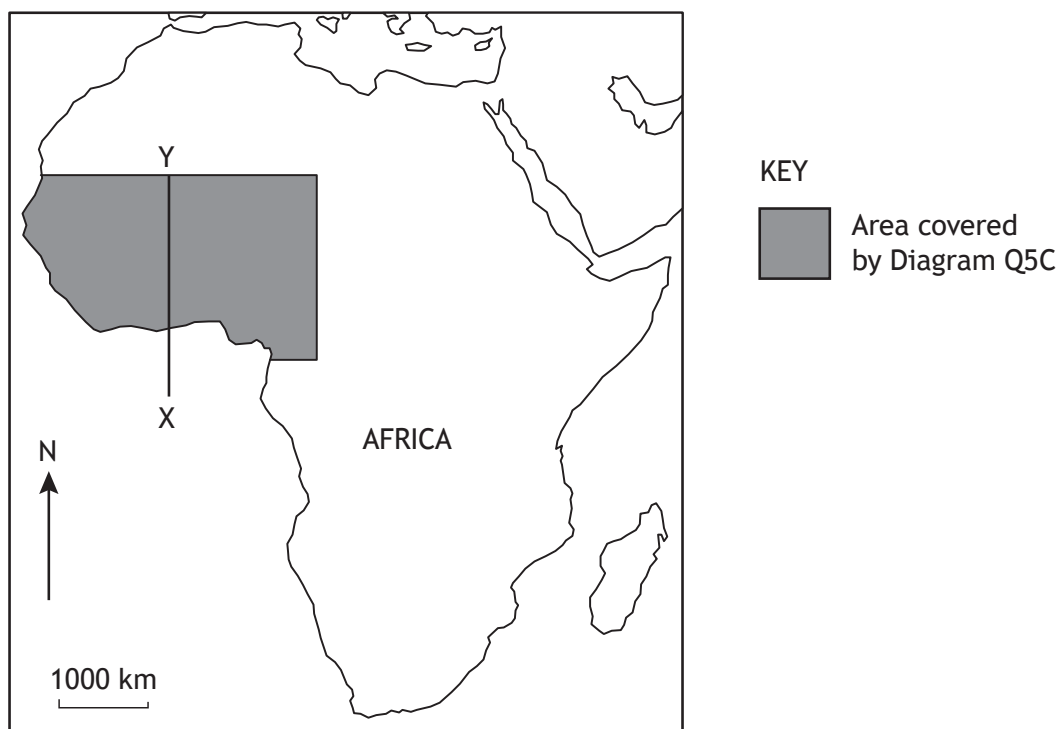 Y
KEY
Area covered
by Diagram Q5C
X
AFRICA
N
1000 km